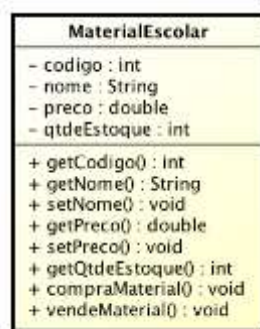 MaterialEscolar
- codigo : int
- nome : String
- preco : double
- qtdeEstoque : int
+ getCodigo() : int
+ getNome() : String
+ setNome() : void
+ getPreco() : double
+ setPreco() : void
+ getQtdeEstoque() : int
+ compraMaterial() : void
+ vendeMaterial() : void